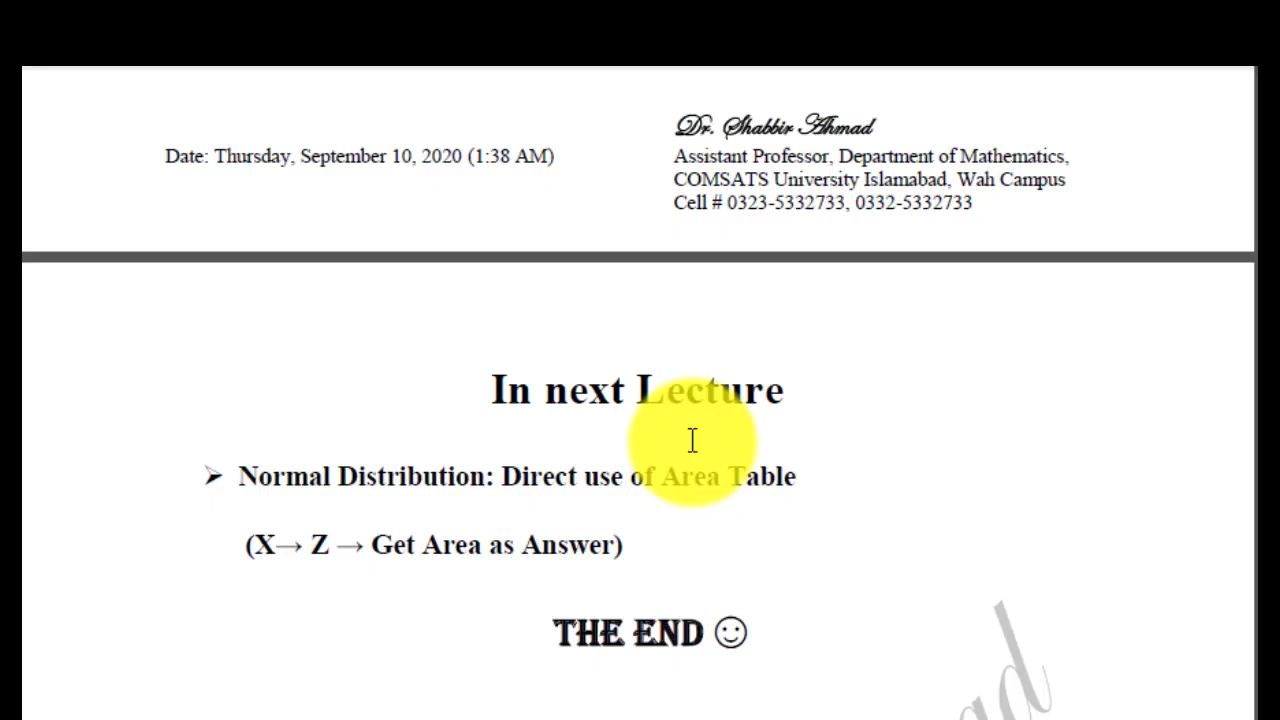 Dr. Shabbir Ahmad
Date: Thursday, September 10, 2020 (1:38 AM)
Assistant Professor, Department of Mathematics,
COMSATS University Islamabad, Wah Campus
Cell # 0323-5332733, 0332-5332733
In next Lecture
➢ Normal Distribution: Direct use of Area Table
(X→ Z → Get Area as Answer)
THE END ☺